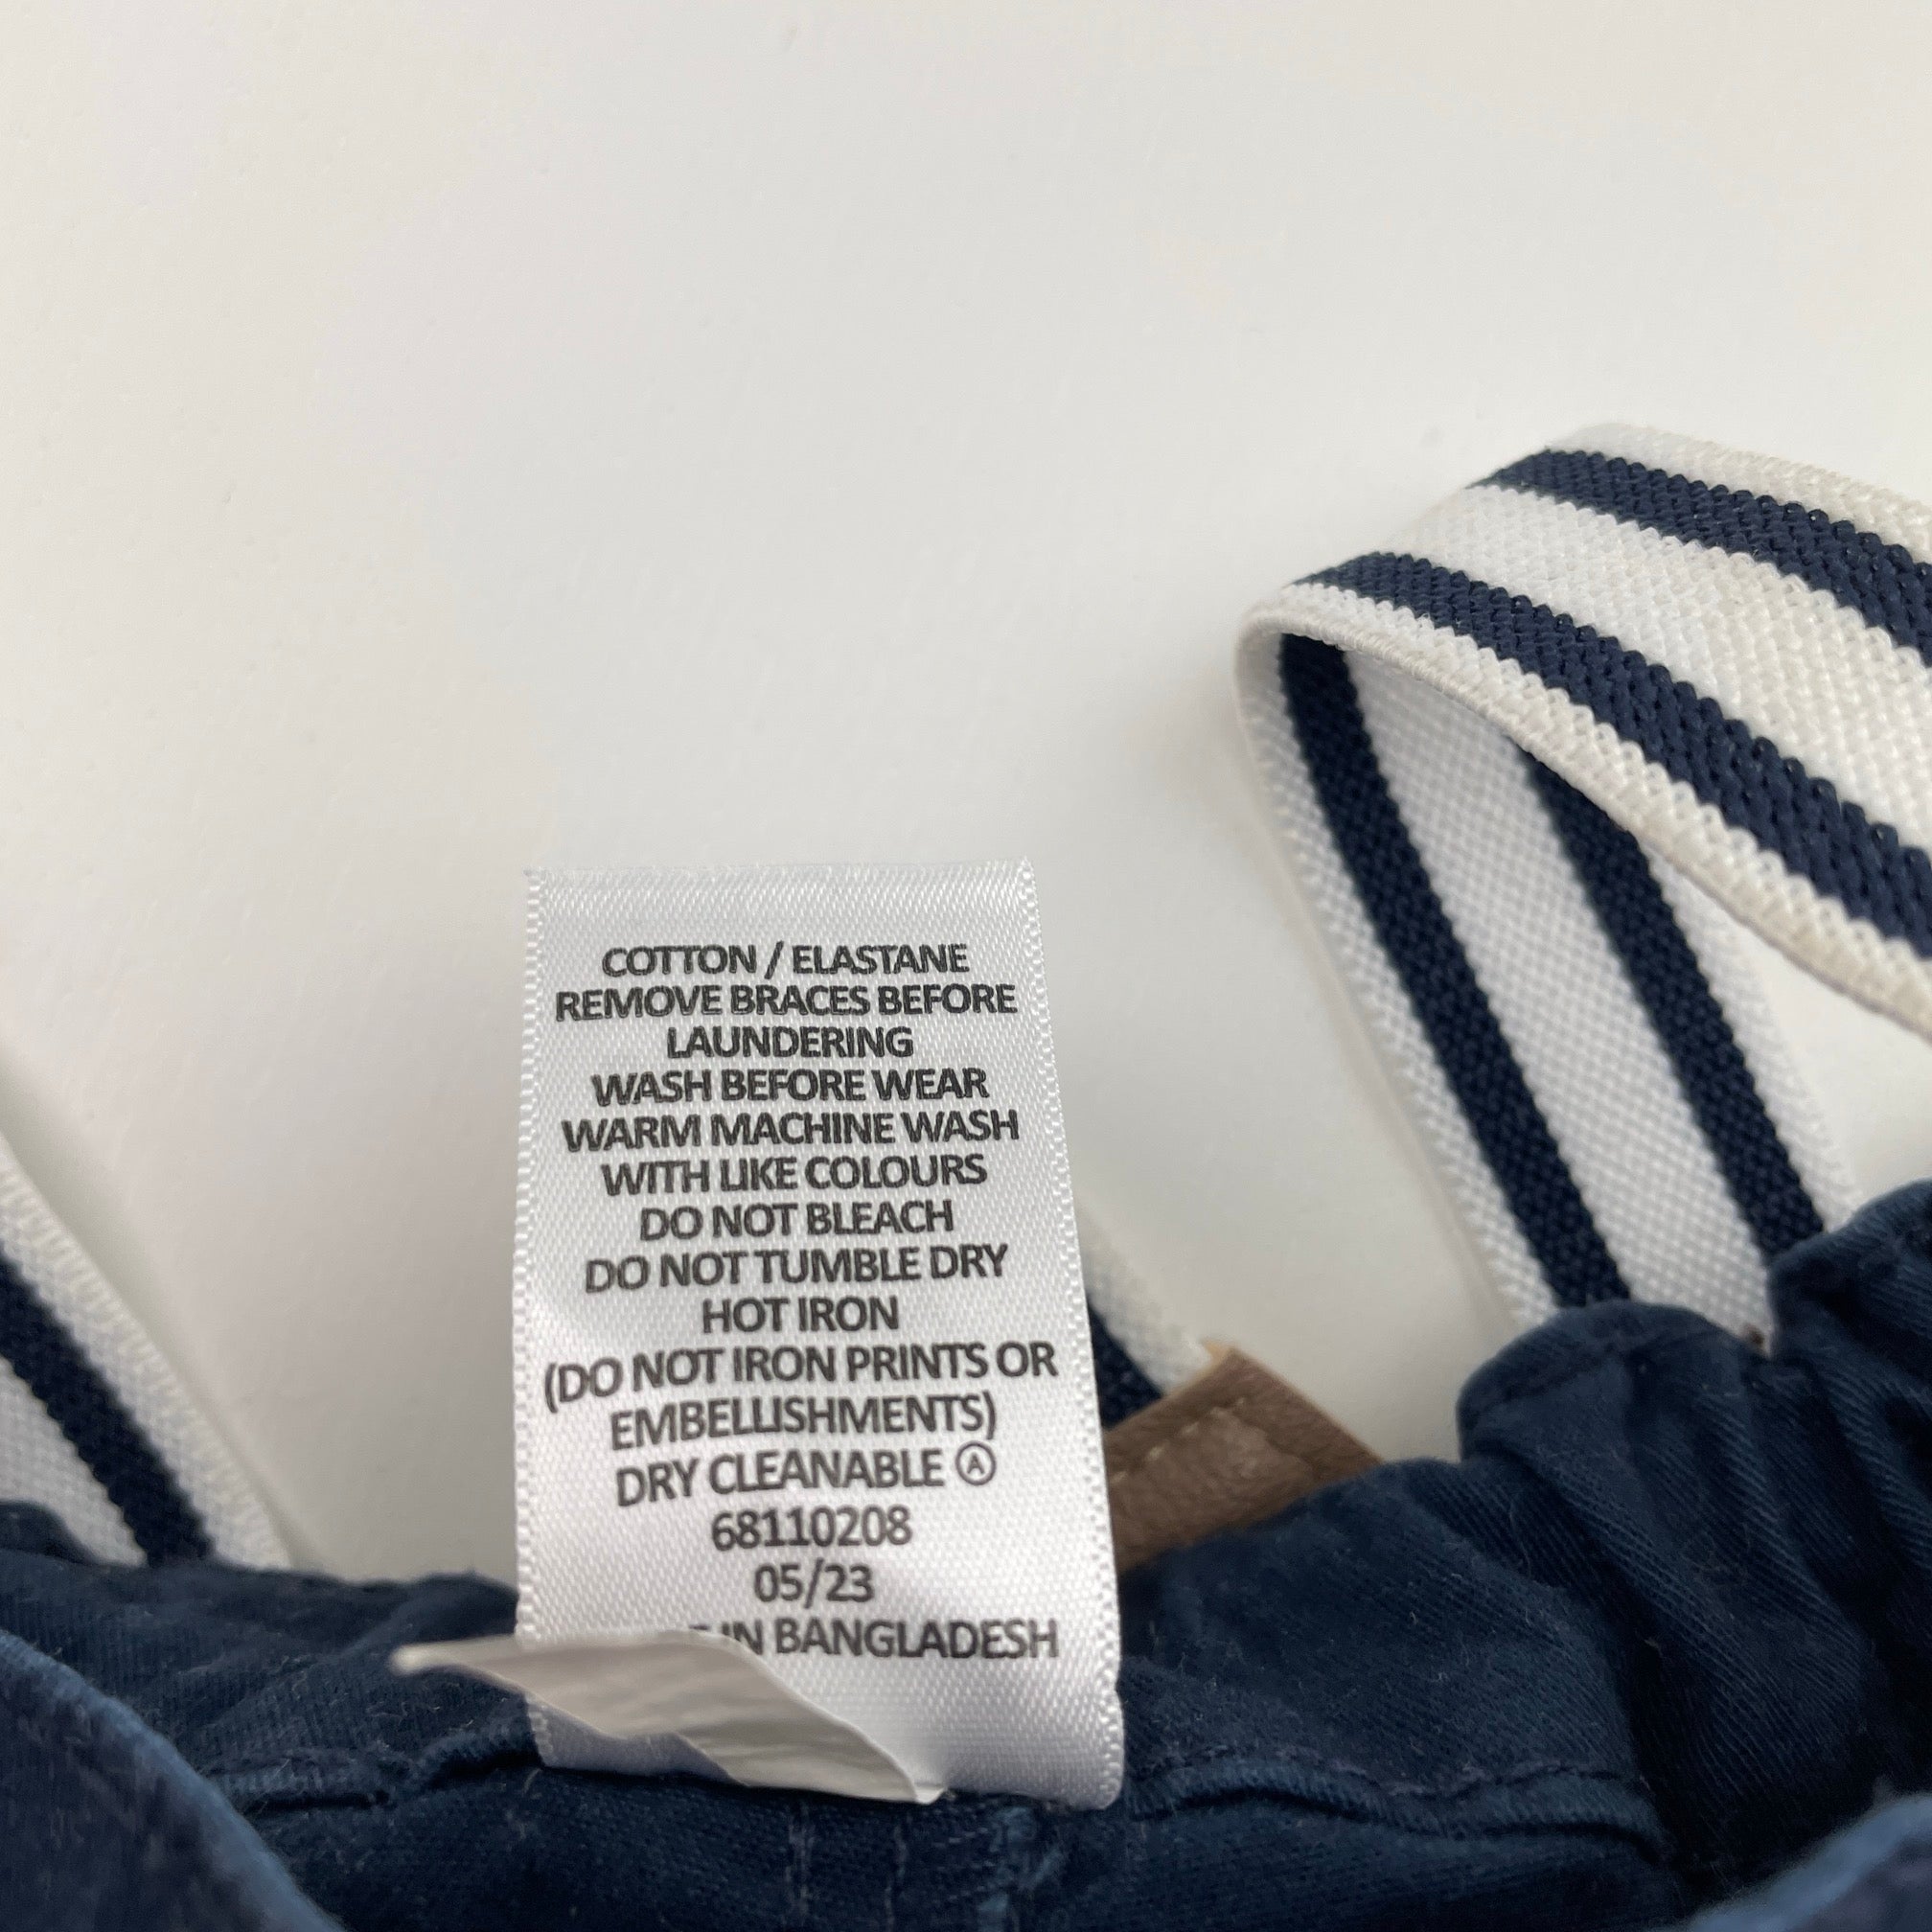 COTTON / ELASTANE
REMOVE BRACES BEFORE
LAUNDERING
WASH BEFORE WEAR
WARM MACHINE WASH
WITH LIKE COLOURS
DO NOT BLEACH
DO NOT TUMBLE DRY
HOT IRON
(DO NOT IRON PRINTS OR
EMBELLISHMENTS)
DRY CLEANABLE Ⓐ
68110208
05/23
IN BANGLADESH